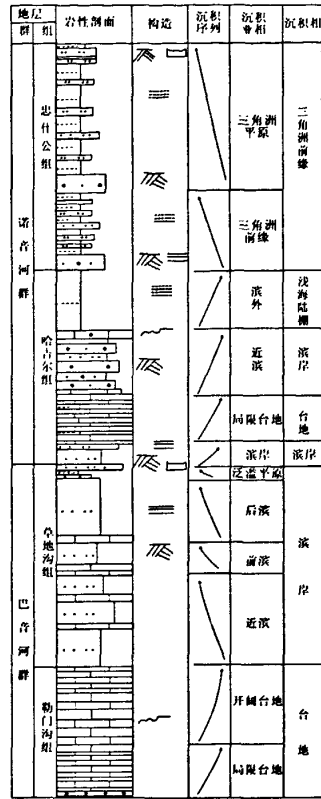 地层
群 组
岩性剖面
构造
沉积
序列
沉积
亚相
沉积相
诺音河群
巴音河群
忠什公组
哈吉尔组
草地沟组
勒门沟组
三角洲
平原
三角洲
前缘
滨
外
近
滨
局限台地
滨岸
泛滥平原
后滨
前滨
近滨
开阔台地
局限台地
三角洲前缘
浅海陆棚
滨岸
台地
滨岸
滨岸
台地